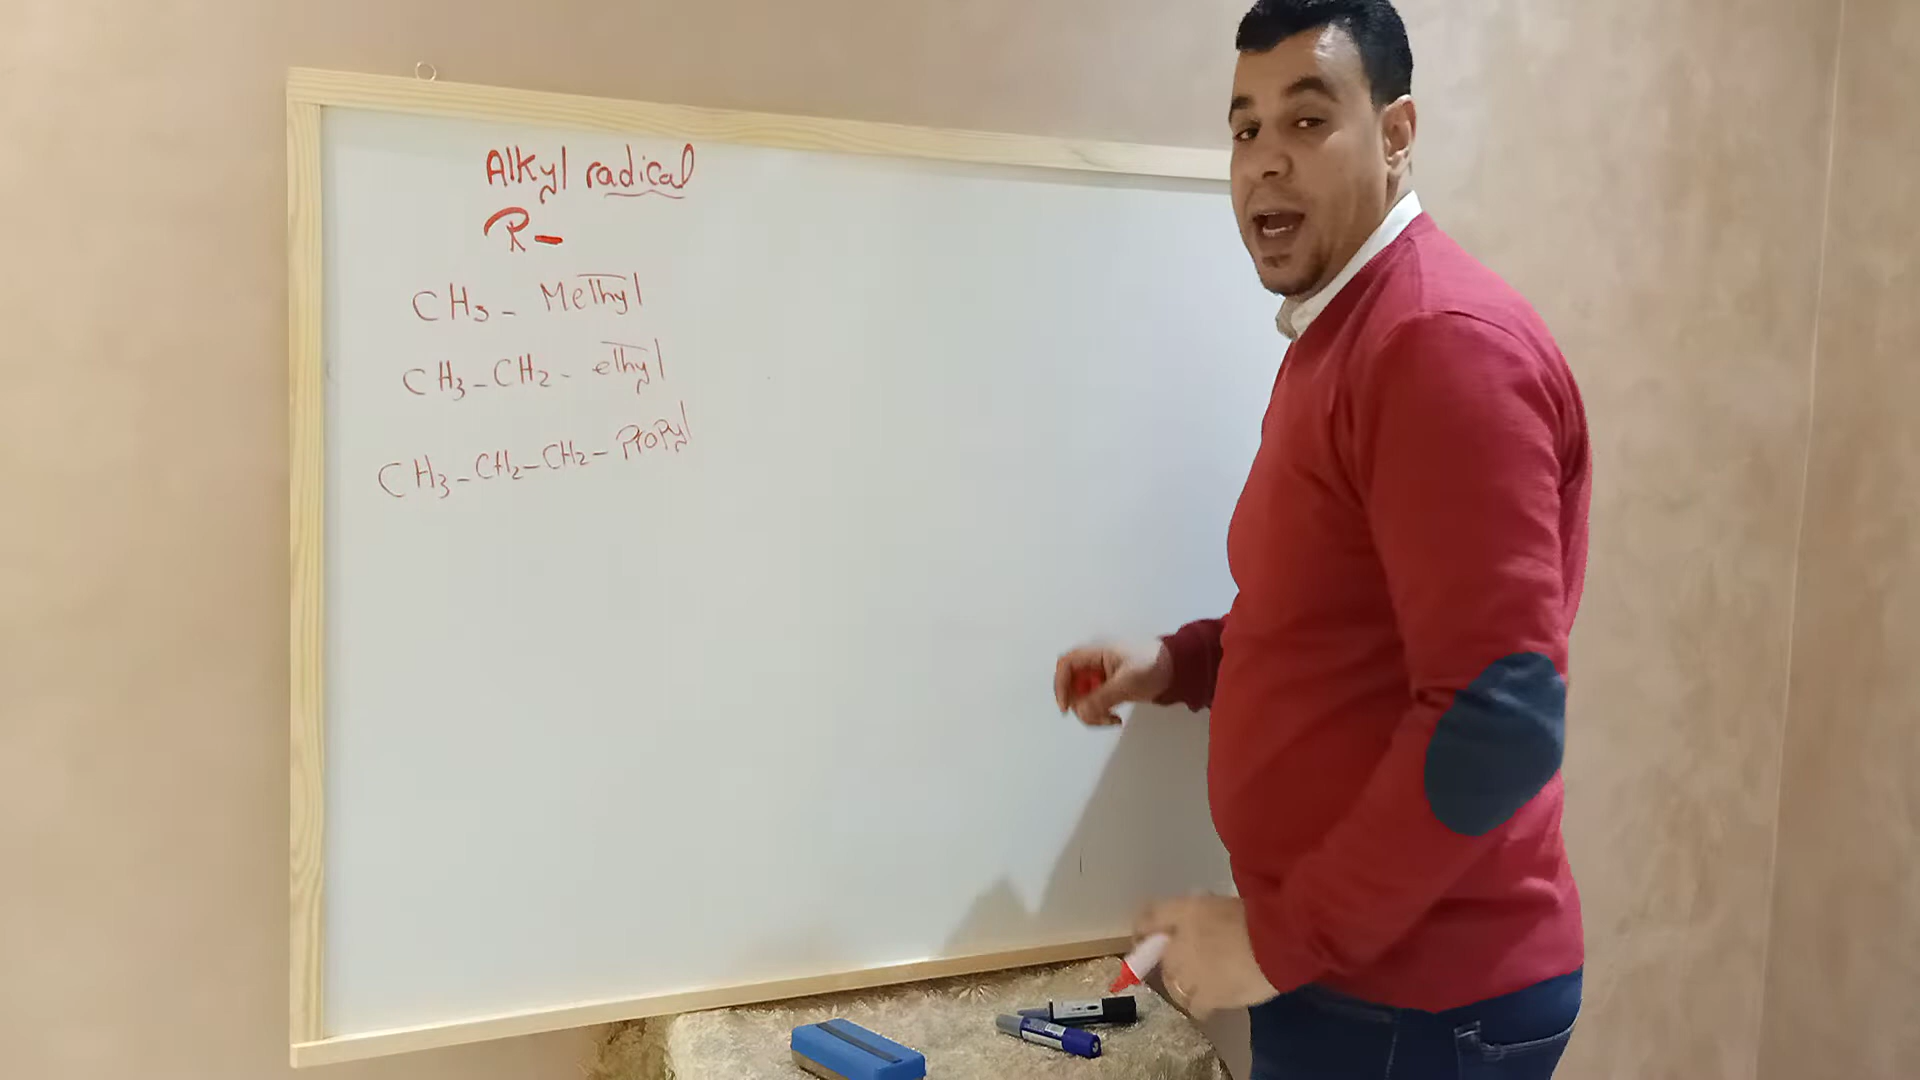 Alkyl radical
R-
CH3- Methyl
CH3-CH2- ethyl
CH3-CH2-CH2- Propyl